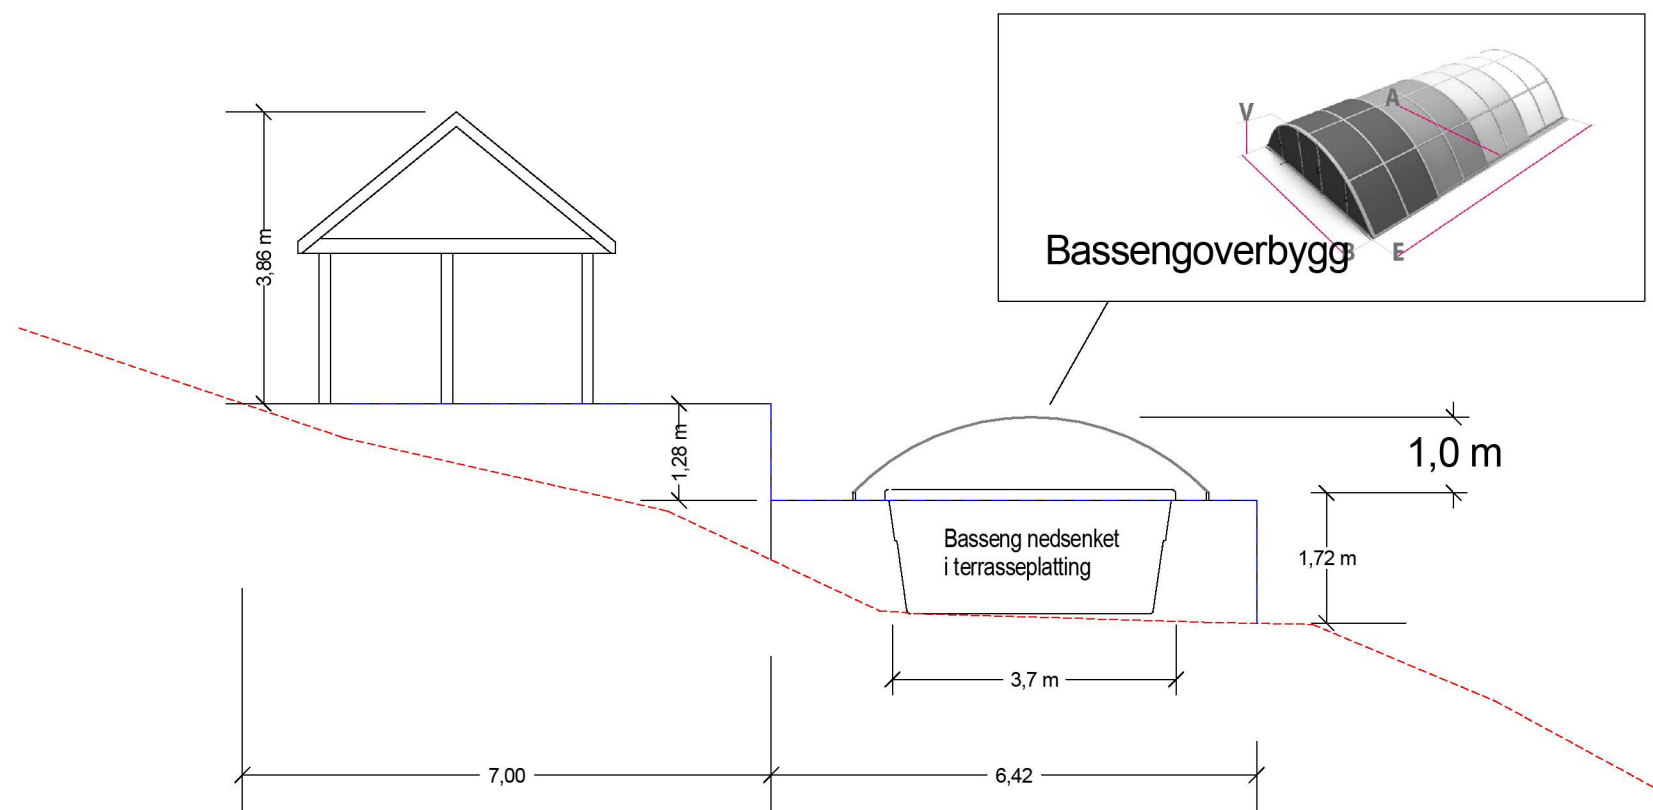 V
A
B
E
Bassengoverbygg
3,86 m
1,28 m
1,0 m
Basseng nedsenket
i terrasseplatting
1,72 m
3,7 m
7,00
6,42